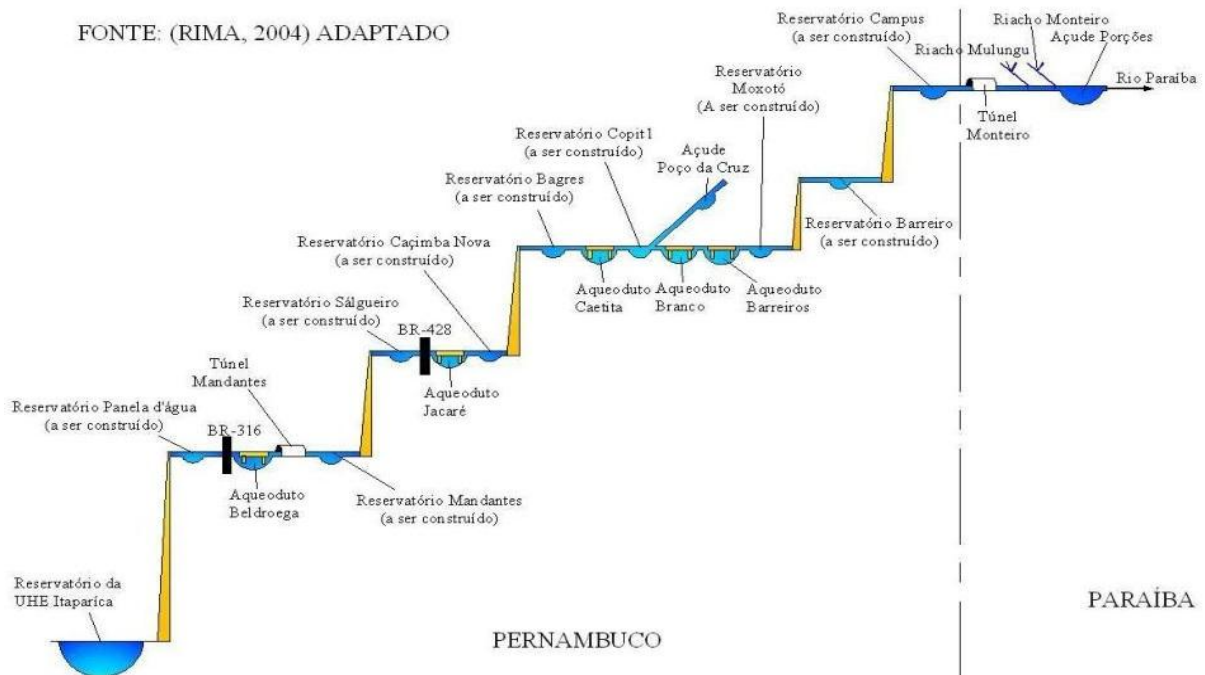 FONTE: (RIMA, 2004) ADAPTADO
Reservatório Campus
(a ser construído)
Riacho Monteiro
Riacho Mulungu
Açude Porções
Rio Paraíba
Túnel
Monteiro
Reservatório
Moxotó
(A ser construído)
Reservatório Copit1
(a ser construído)
Açude
Poço da Cruz
Reservatório Bagres
(a ser construído)
Reservatório Barreiro
(a ser construído)
Reservatório Caçimba Nova
(a ser construído)
Aqueoduto
Caetita
Aqueoduto
Branco
Aqueoduto
Barreiros
Reservatório Sálgueiro
(a ser construído)
BR-428
Túnel
Mandantes
Aqueoduto
Jacaré
Reservatório Panela d'água
(a ser construído)
BR-316
Aqueoduto
Beldroega
Reservatório Mandantes
(a ser construído)
Reservatório da
UHE Itaparíca
PERNAMBUCO
PARAÍBA